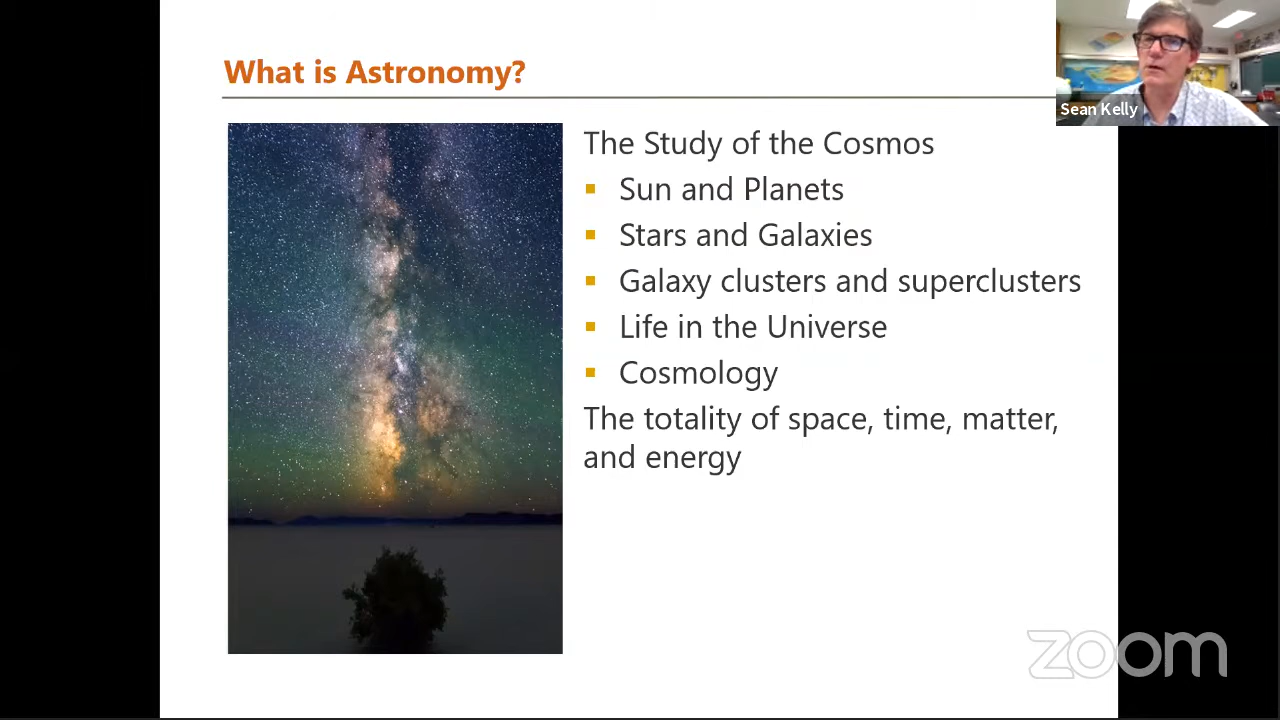 What is Astronomy?
Sean Kelly
The Study of the Cosmos
Sun and Planets
Stars and Galaxies
Galaxy clusters and superclusters
Life in the Universe
Cosmology
The totality of space, time, matter,
and energy
zoom